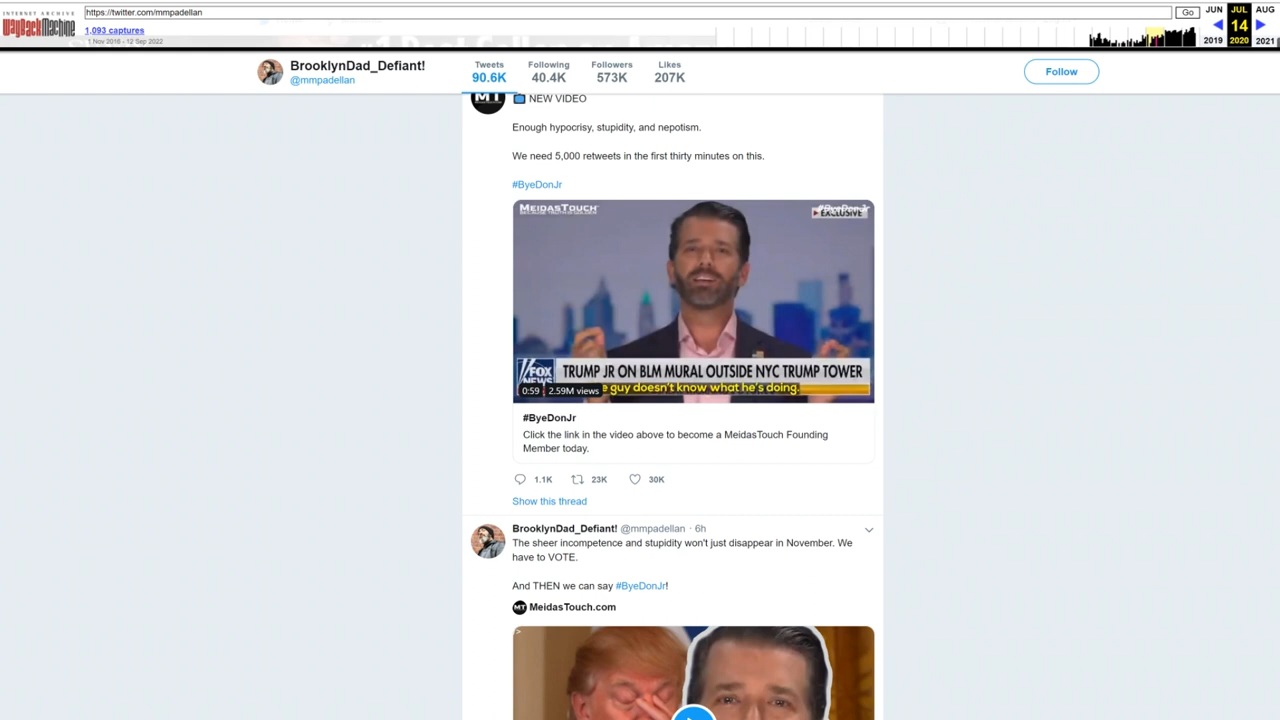 INTERNET ARCHIVE
WayBackMachine
https://twitter.com/mmpadellan
Go
JUN
JUL
AUG
1,093 captures
14
1 Nov 2016 - 12 Sep 2022
2019
2020
2021
BrooklynDad_Defiant!
@mmpadellan
Tweets
90.6K
Following
40.4K
Followers
573K
Likes
207K
Follow
MT
NEW VIDEO
Enough hypocrisy, stupidity, and nepotism.
We need 5,000 retweets in the first thirty minutes on this.
#ByeDonJr
MEIDASTOUCH
#ByeDonJr
EXCLUSIVE
FOX NEWS
TRUMP JR ON BLM MURAL OUTSIDE NYC TRUMP TOWER
e guy doesn't know what he's doing.
0:59
2.59M views
#ByeDonJr
Click the link in the video above to become a MeidasTouch Founding
Member today.
1.1K
23K
30K
Show this thread
BrooklynDad_Defiant! @mmpadellan · 6h
The sheer incompetence and stupidity won't just disappear in November. We
have to VOTE.
And THEN we can say #ByeDonJr!
MT MeidasTouch.com